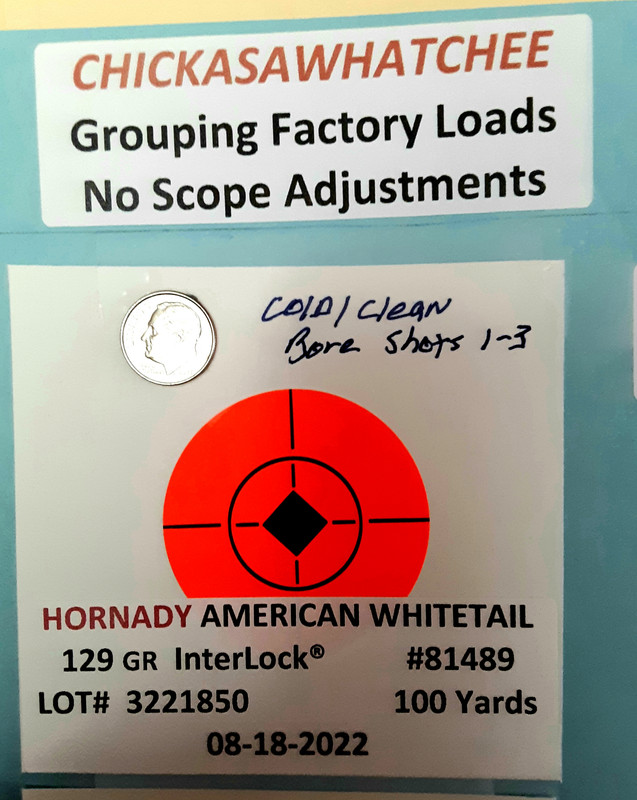 CHICKASAWHATCHEE
Grouping Factory Loads
No Scope Adjustments
COLD/Clean
Bore Shots 1-3
HORNADY AMERICAN WHITETAIL
129 GR InterLock® #81489
LOT# 3221850 100 Yards
08-18-2022